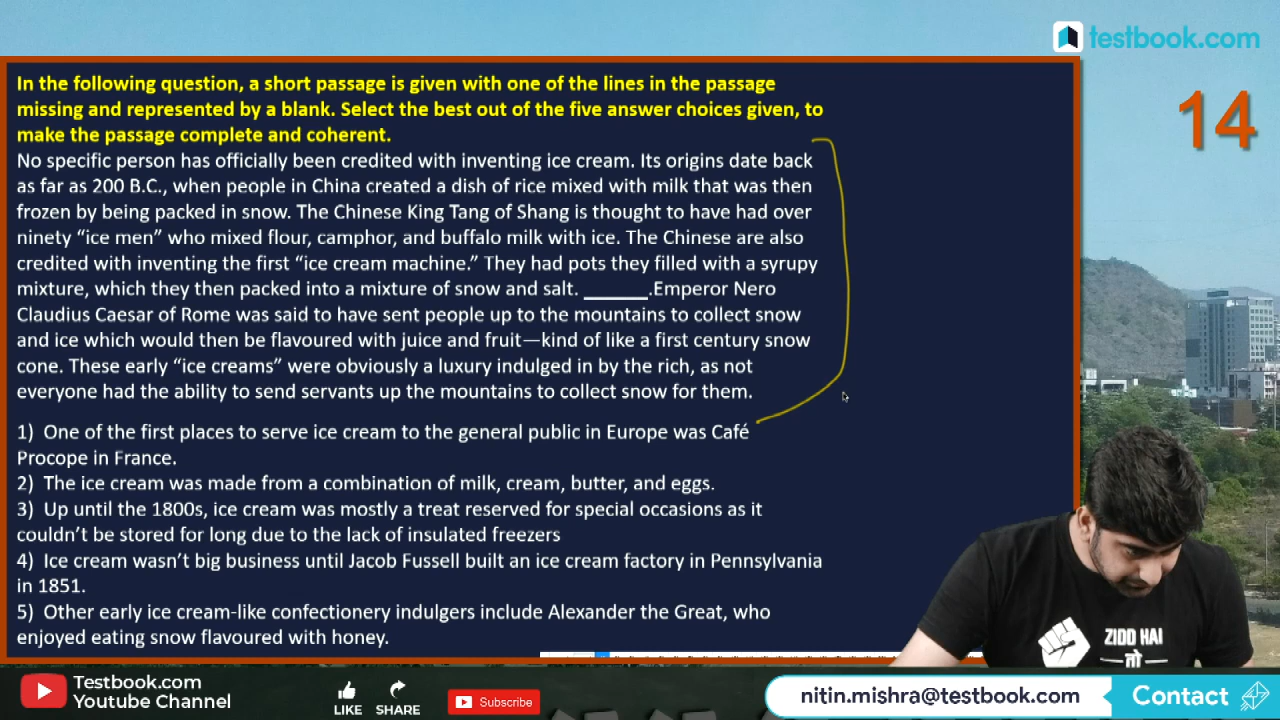 testbook.com
14
In the following question, a short passage is given with one of the lines in the passage
missing and represented by a blank. Select the best out of the five answer choices given, to
make the passage complete and coherent.
No specific person has officially been credited with inventing ice cream. Its origins date back
as far as 200 B.C., when people in China created a dish of rice mixed with milk that was then
frozen by being packed in snow. The Chinese King Tang of Shang is thought to have had over
ninety “ice men” who mixed flour, camphor, and buffalo milk with ice. The Chinese are also
credited with inventing the first “ice cream machine.” They had pots they filled with a syrupy
mixture, which they then packed into a mixture of snow and salt. ______.Emperor Nero
Claudius Caesar of Rome was said to have sent people up to the mountains to collect snow
and ice which would then be flavoured with juice and fruit—kind of like a first century snow
cone. These early “ice creams” were obviously a luxury indulged in by the rich, as not
everyone had the ability to send servants up the mountains to collect snow for them.
1) One of the first places to serve ice cream to the general public in Europe was Café
Procope in France.
2) The ice cream was made from a combination of milk, cream, butter, and eggs.
3) Up until the 1800s, ice cream was mostly a treat reserved for special occasions as it
couldn’t be stored for long due to the lack of insulated freezers
4) Ice cream wasn’t big business until Jacob Fussell built an ice cream factory in Pennsylvania
in 1851.
5) Other early ice cream-like confectionery indulgers include Alexander the Great, who
enjoyed eating snow flavoured with honey.
ZIDD HAI
तो
Testbook.com
YouTube Channel
LIKE
SHARE
Subscribe
nitin.mishra@testbook.com
Contact